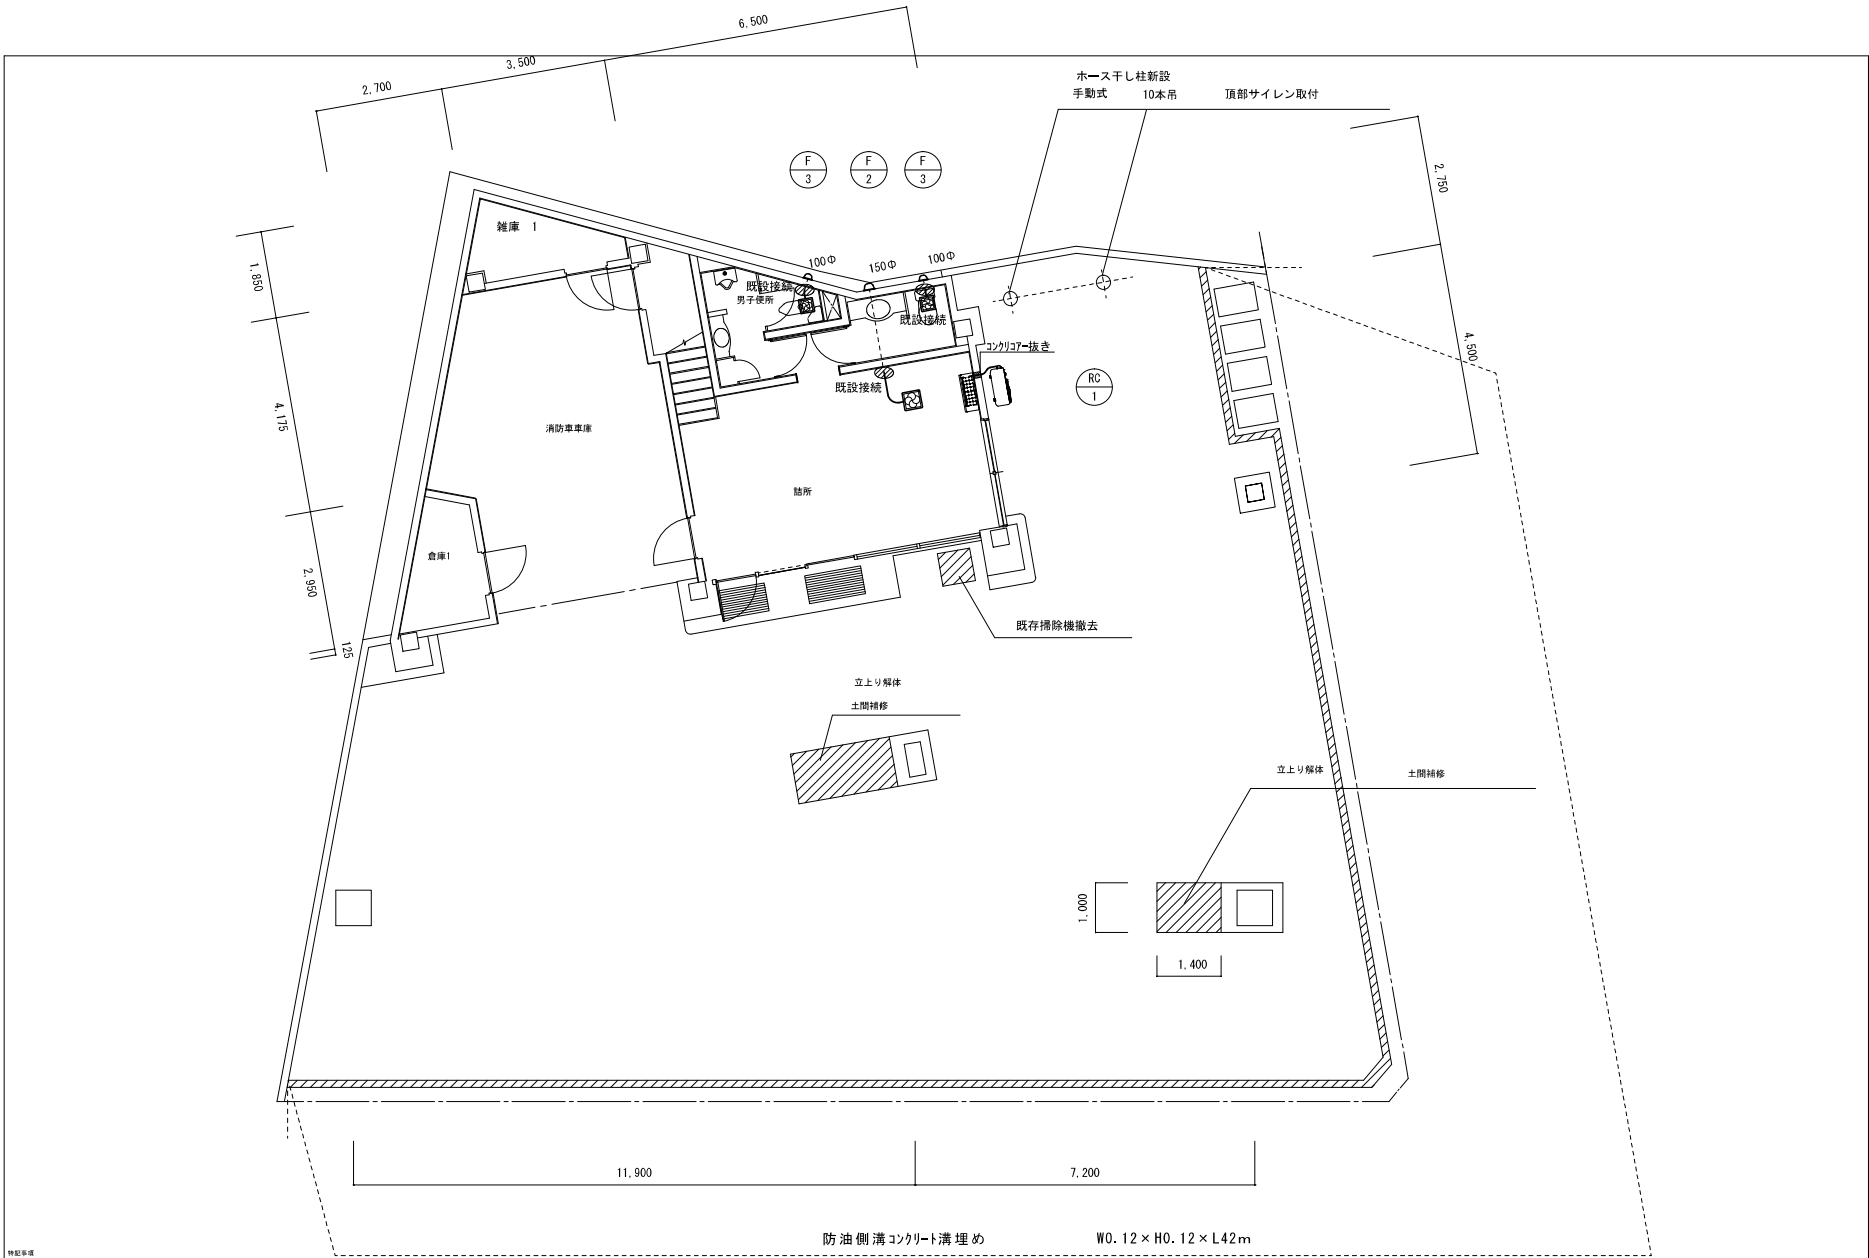 6,500
3,500
2,700
ホース干し柱新設
手動式 10本吊 頂部サイレン取付
F
3
F
2
F
3
2,750
雑庫 1
100Φ
150Φ
100Φ
1,850
既設接続
男子便所
既設接続
コンクリコアー抜き
4,500
RC
1
既設接続
4,175
消防車車庫
詰所
倉庫1
2,950
125
既存掃除機撤去
立上り解体
土間補修
立上り解体 土間補修
1,000
1,400
11,900
7,200
防油側溝コンクリート溝埋め W0.12×H0.12×L42m
特記事項